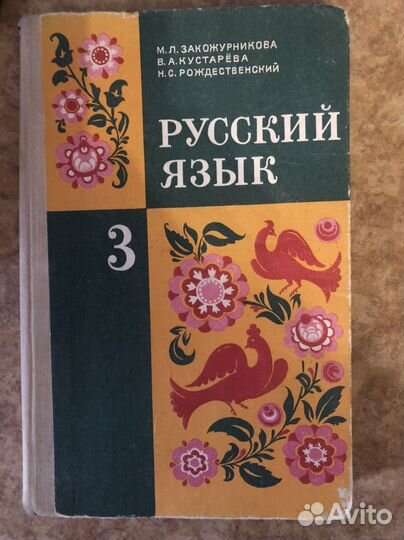 М.Л.ЗАКОЖУРНИКОВА
В.А.КУСТАРЁВА
Н.С.РОЖДЕСТВЕНСКИЙ
РУССКИЙ
ЯЗЫК
3
Avito